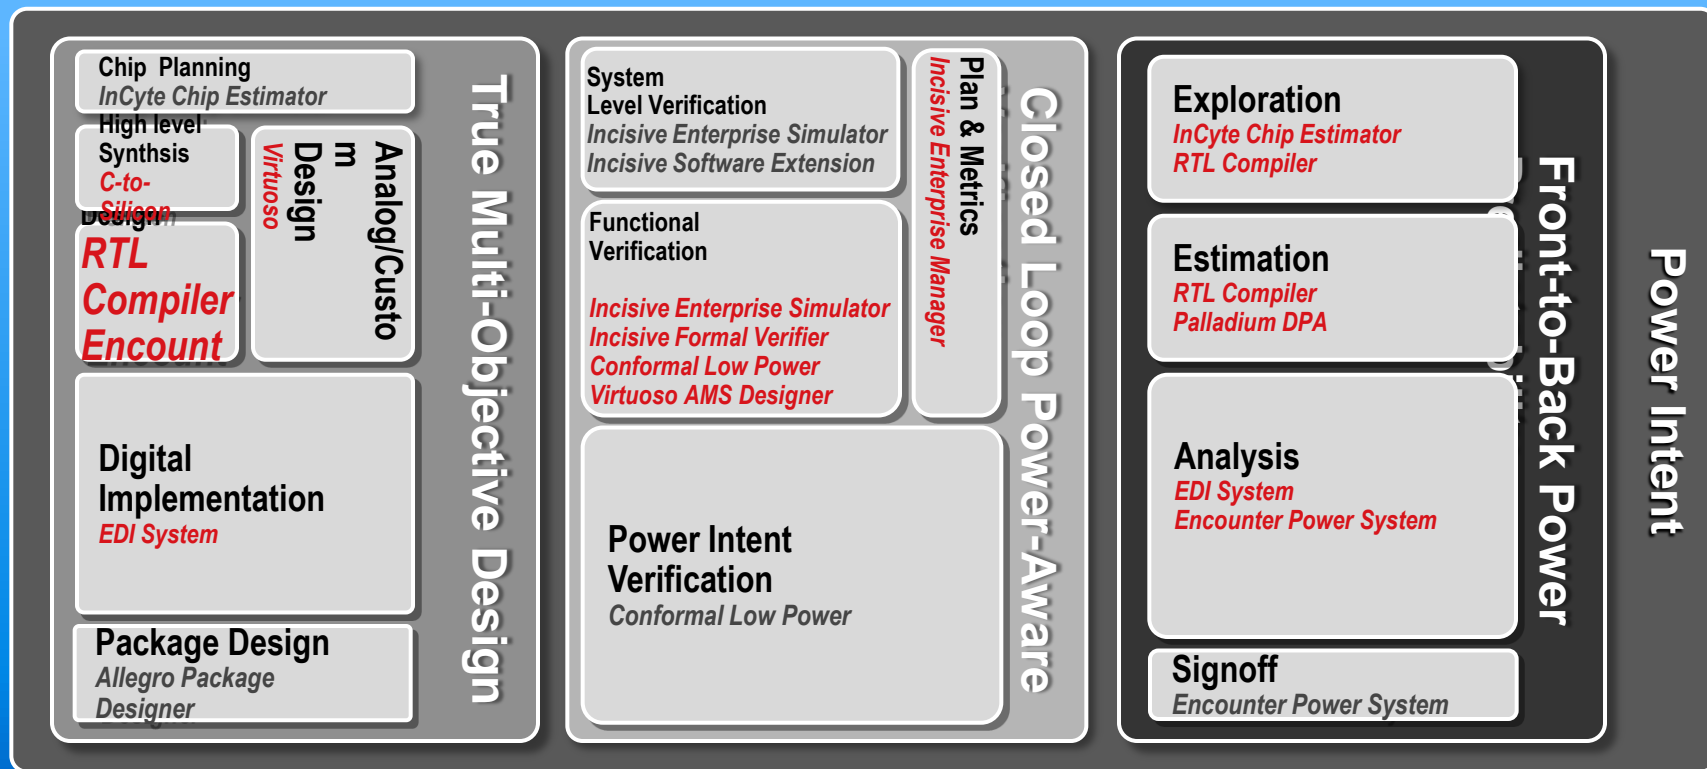 Chip Planning
InCyte Chip Estimator
High level
Synthsis
C-to-
Silicon
Design
RTL
Compiler
Encount
Analog/Custo
m
Design
Virtuoso
Digital
Implementation
EDI System
Package Design
Allegro Package
Designer
True Multi-Objective Design
System
Level Verification
Incisive Enterprise Simulator
Incisive Software Extension
Functional
Verification
Incisive Enterprise Simulator
Incisive Formal Verifier
Conformal Low Power
Virtuoso AMS Designer
Plan & Metrics
Incisive Enterprise Manager
Power Intent
Verification
Conformal Low Power
Closed Loop Power-Aware
Exploration
InCyte Chip Estimator
RTL Compiler
Estimation
RTL Compiler
Palladium DPA
Analysis
EDI System
Encounter Power System
Signoff
Encounter Power System
Front-to-Back Power
Power Intent